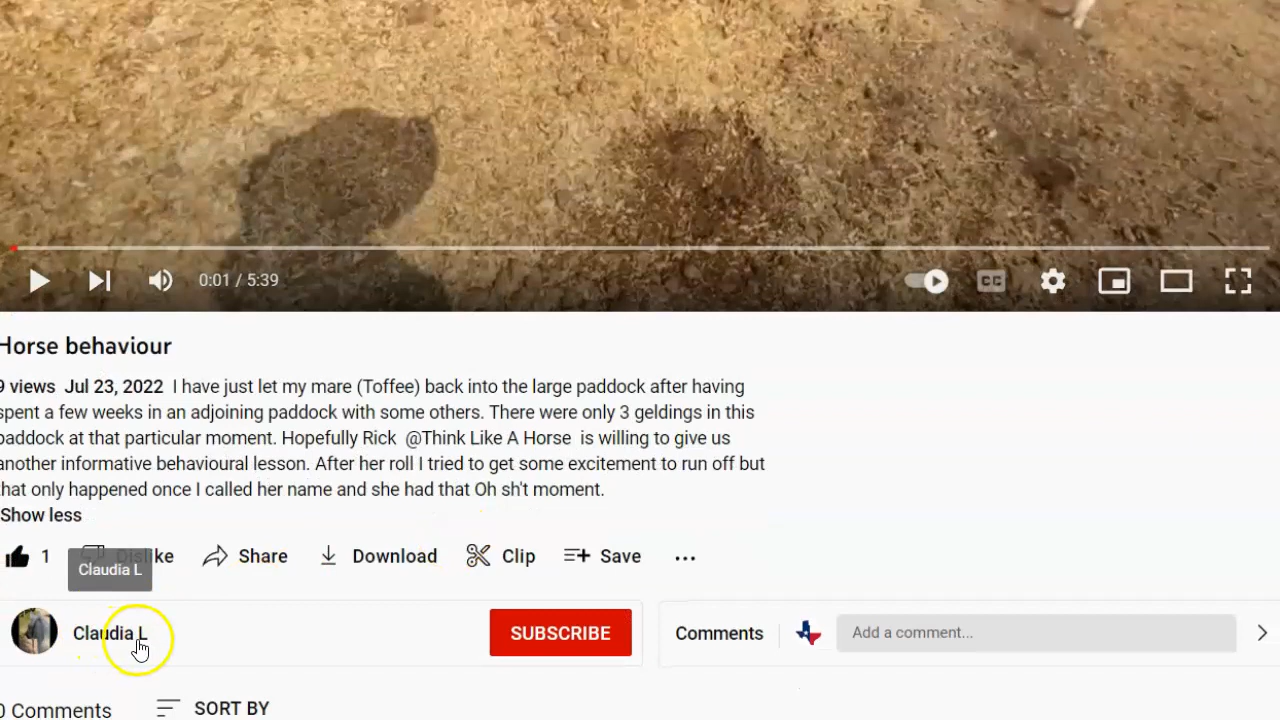 0:01 / 5:39
CC
Horse behaviour
9 views Jul 23, 2022 I have just let my mare (Toffee) back into the large paddock after having
spent a few weeks in an adjoining paddock with some others. There were only 3 geldings in this
paddock at that particular moment. Hopefully Rick @Think Like A Horse is willing to give us
another informative behavioural lesson. After her roll I tried to get some excitement to run off but
that only happened once I called her name and she had that Oh sh't moment.
Show less
1 Dislike Share Download Clip Save ...
Claudia L
Claudia L SUBSCRIBE Comments Add a comment...
0 Comments SORT BY